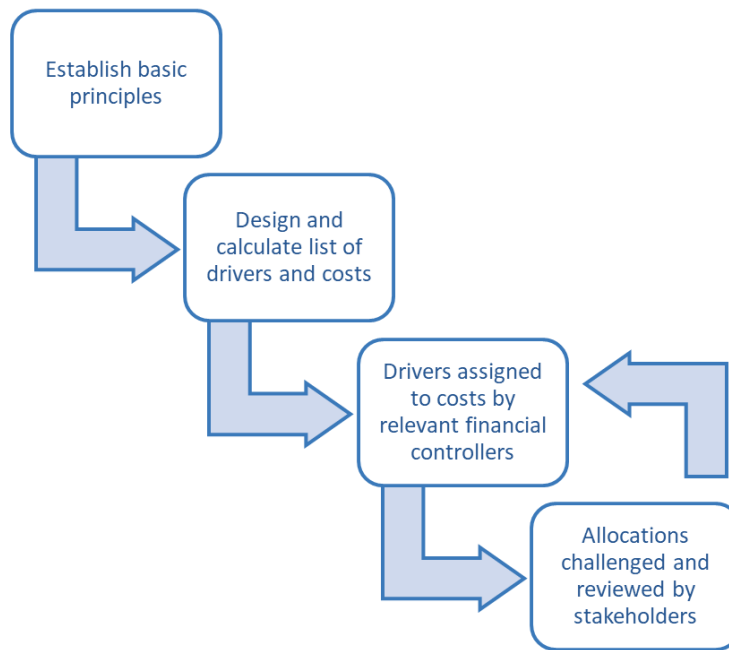 Establish basic
principles
Design and
calculate list of
drivers and costs
Drivers assigned
to costs by
relevant financial
controllers
Allocations
challenged and
reviewed by
stakeholders